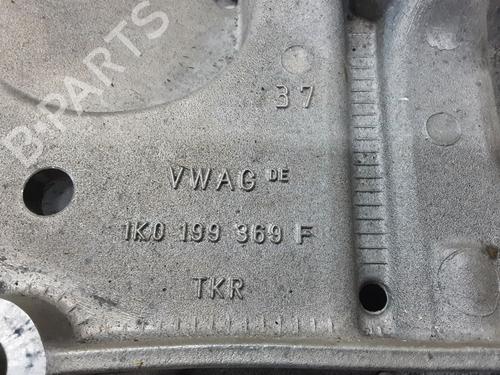 B-PARTS
37
VWAG DE
1K0 199 369 F
TKR